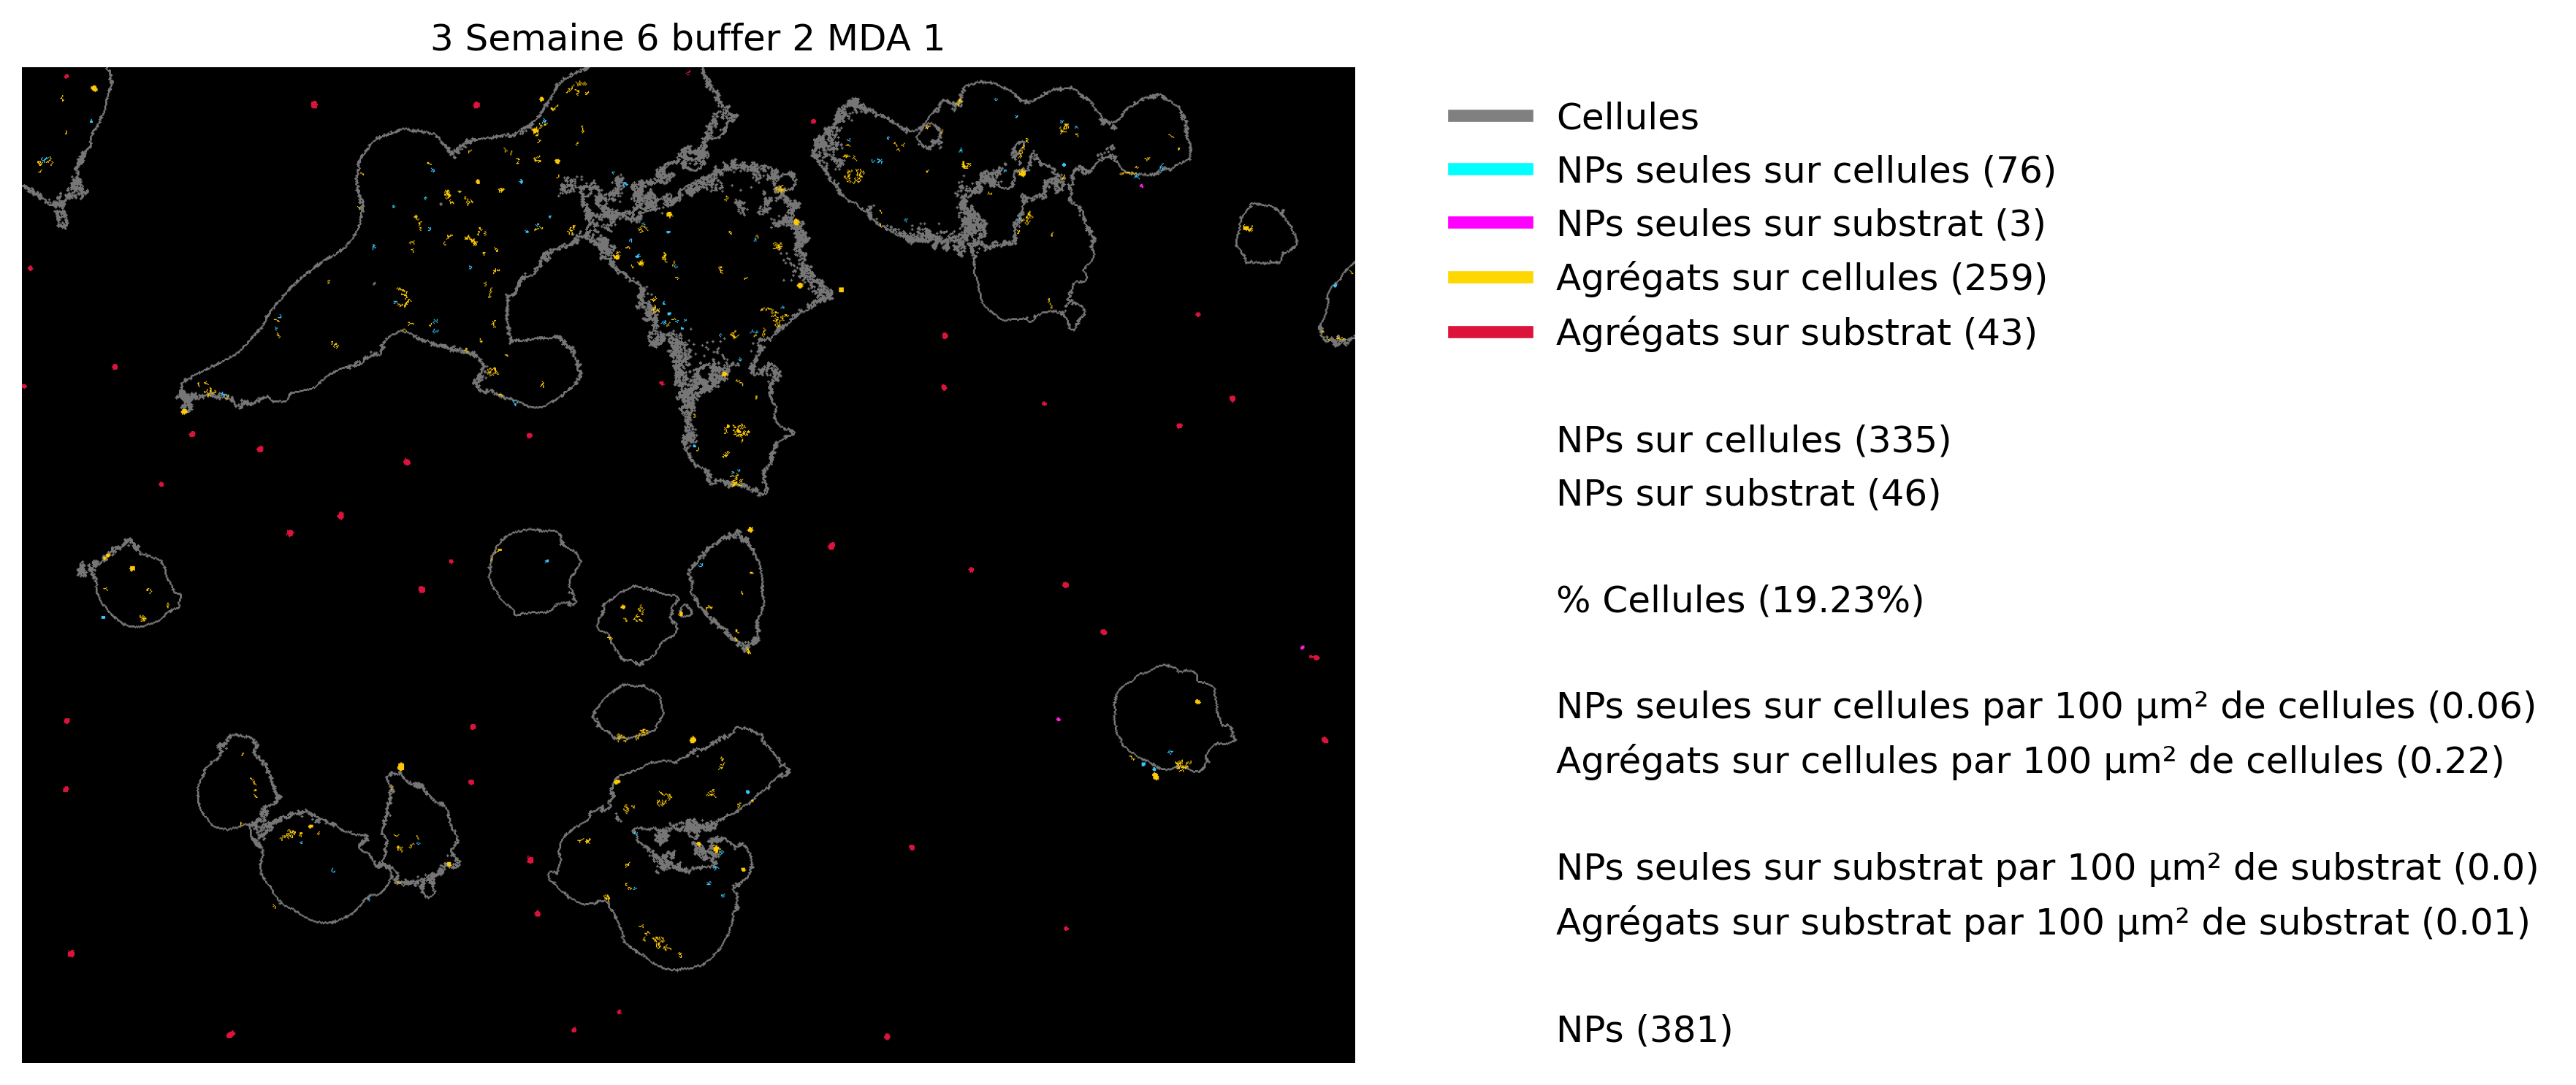 3 Semaine 6 buffer 2 MDA 1
Cellules
NPs seules sur cellules (76)
NPs seules sur substrat (3)
Agrégats sur cellules (259)
Agrégats sur substrat (43)
NPs sur cellules (335)
NPs sur substrat (46)
% Cellules (19.23%)
NPs seules sur cellules par 100 µm² de cellules (0.06)
Agrégats sur cellules par 100 µm² de cellules (0.22)
NPs seules sur substrat par 100 µm² de substrat (0.0)
Agrégats sur substrat par 100 µm² de substrat (0.01)
NPs (381)